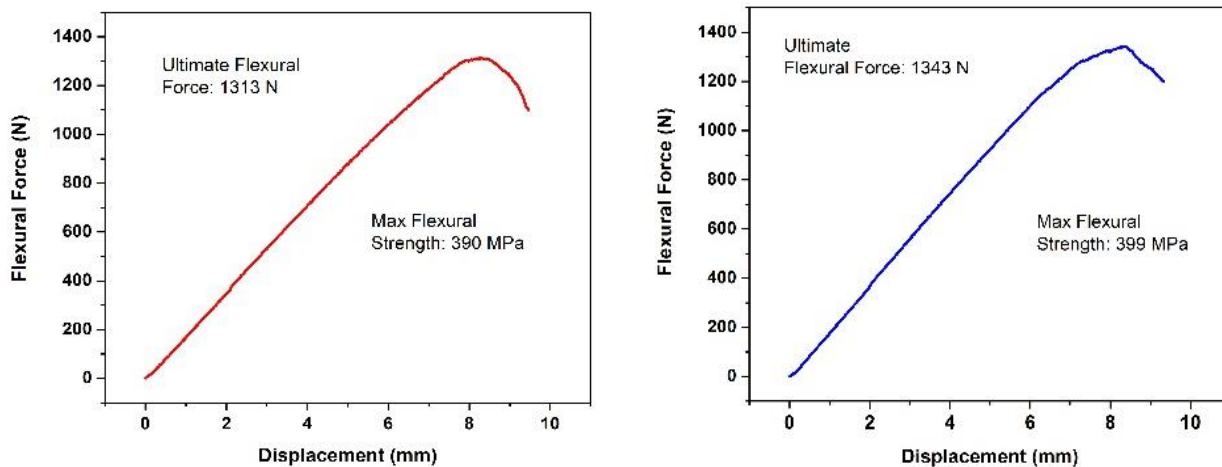 1400
1200
1000
800
600
400
200
0
Flexural Force (N)
Ultimate Flexural
Force: 1313 N
Max Flexural
Strength: 390 MPa
0 2 4 6 8 10
Displacement (mm)
1400
1200
1000
800
600
400
200
0
Flexural Force (N)
Ultimate
Flexural Force: 1343 N
Max Flexural
Strength: 399 MPa
0 2 4 6 8 10
Displacement (mm)